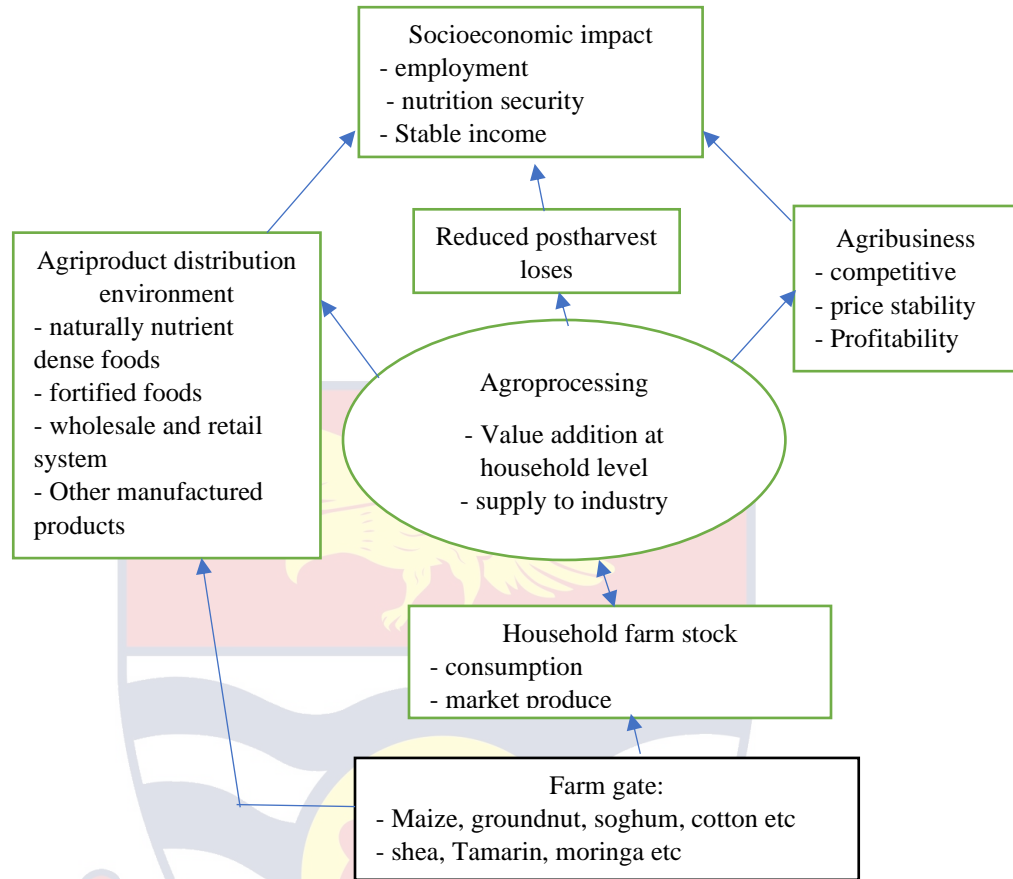 Socioeconomic impact
- employment
- nutrition security
- Stable income
Reduced postharvest
loses
Agribusiness
- competitive
- price stability
- Profitability
Agriproduct distribution
environment
- naturally nutrient
dense foods
- fortified foods
- wholesale and retail
system
- Other manufactured
products
Agroprocessing
- Value addition at
household level
- supply to industry
Household farm stock
- consumption
- market produce
Farm gate:
- Maize, groundnut, soghum, cotton etc
- shea, Tamarin, moringa etc